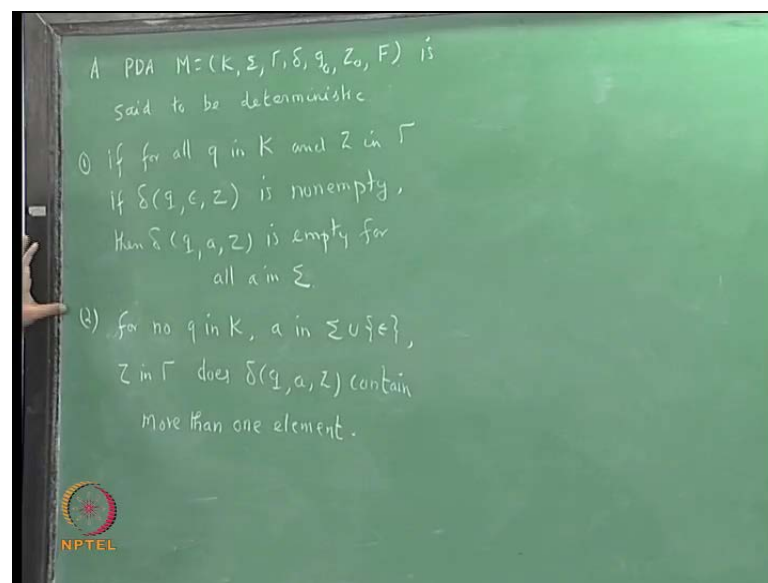 A PDA M=(K, Σ, Γ, δ, q₀, Z₀, F) is
said to be deterministic
① if for all q in K and Z in Γ
if δ(q, ϵ, Z) is nonempty,
then δ(q, a, Z) is empty for
all a in Σ.
(2) for no q in K, a in Σ ∪ {ϵ},
Z in Γ does δ(q, a, Z) contain
more than one element.
NPTEL